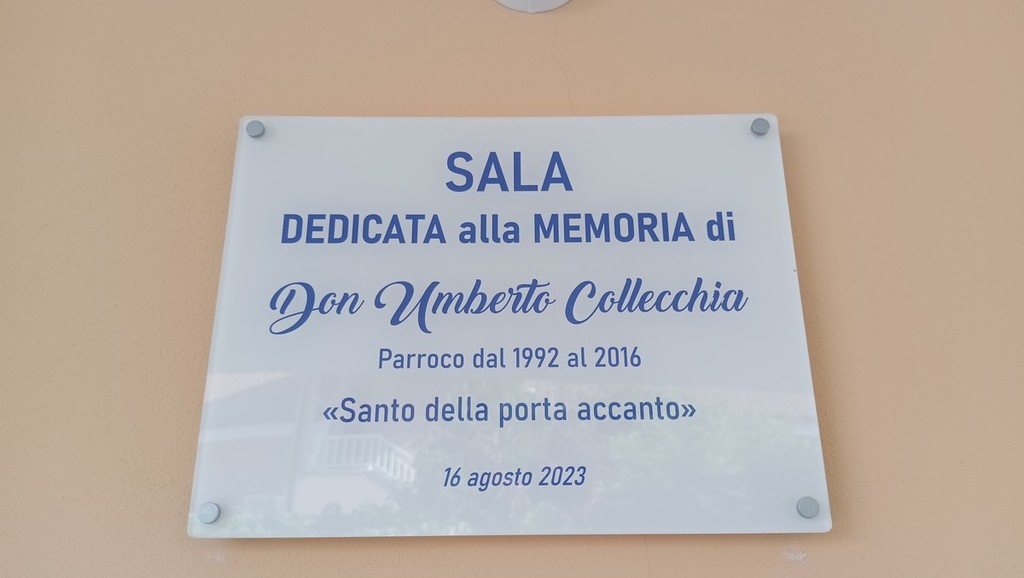 SALA
DEDICATA alla MEMORIA di
Don Umberto Collecchia
Parroco dal 1992 al 2016
«Santo della porta accanto»
16 agosto 2023